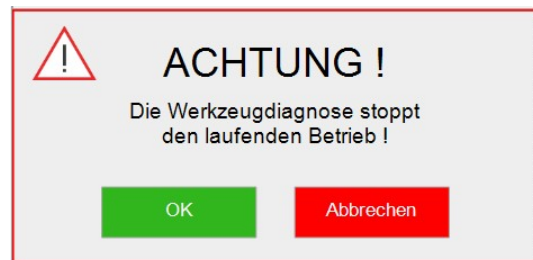 ACHTUNG !
Die Werkzeugdiagnose stoppt
den laufenden Betrieb !
OK
Abbrechen